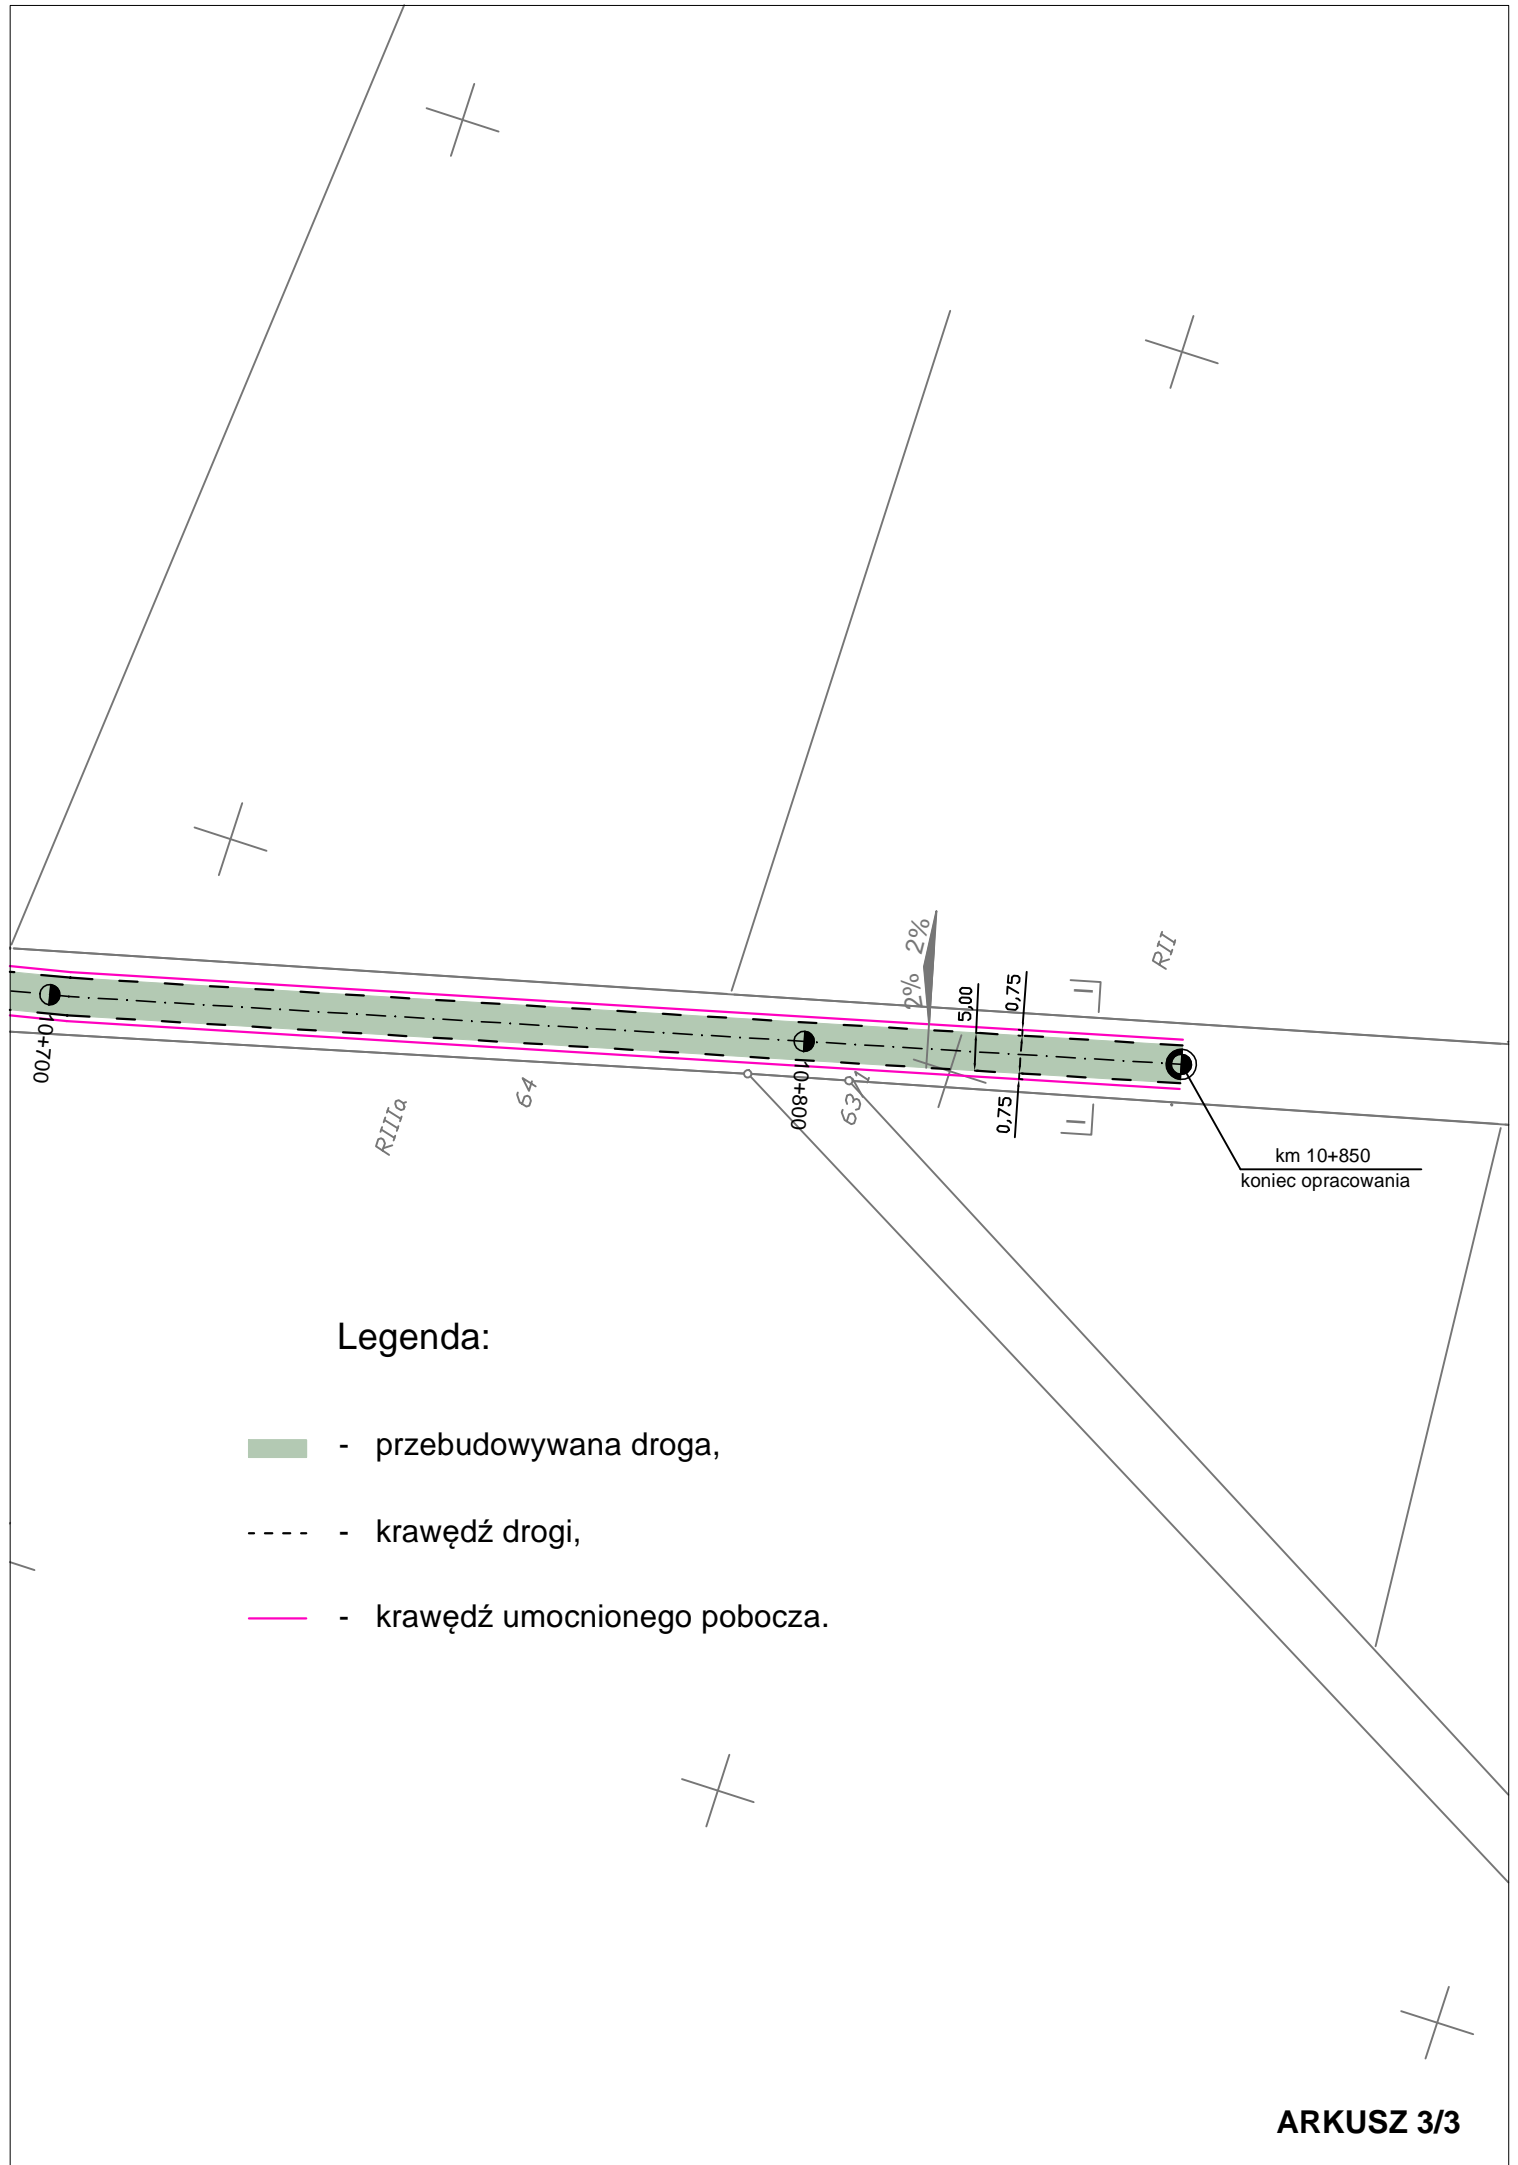 2% 2%
RII
5,00
0,75
I
10+700
10+800
RIIIa
64
63/1
0,75
I
km 10+850
koniec opracowania
Legenda:
- przebudowywana droga,
- krawędź drogi,
- krawędź umocnionego pobocza.
ARKUSZ 3/3